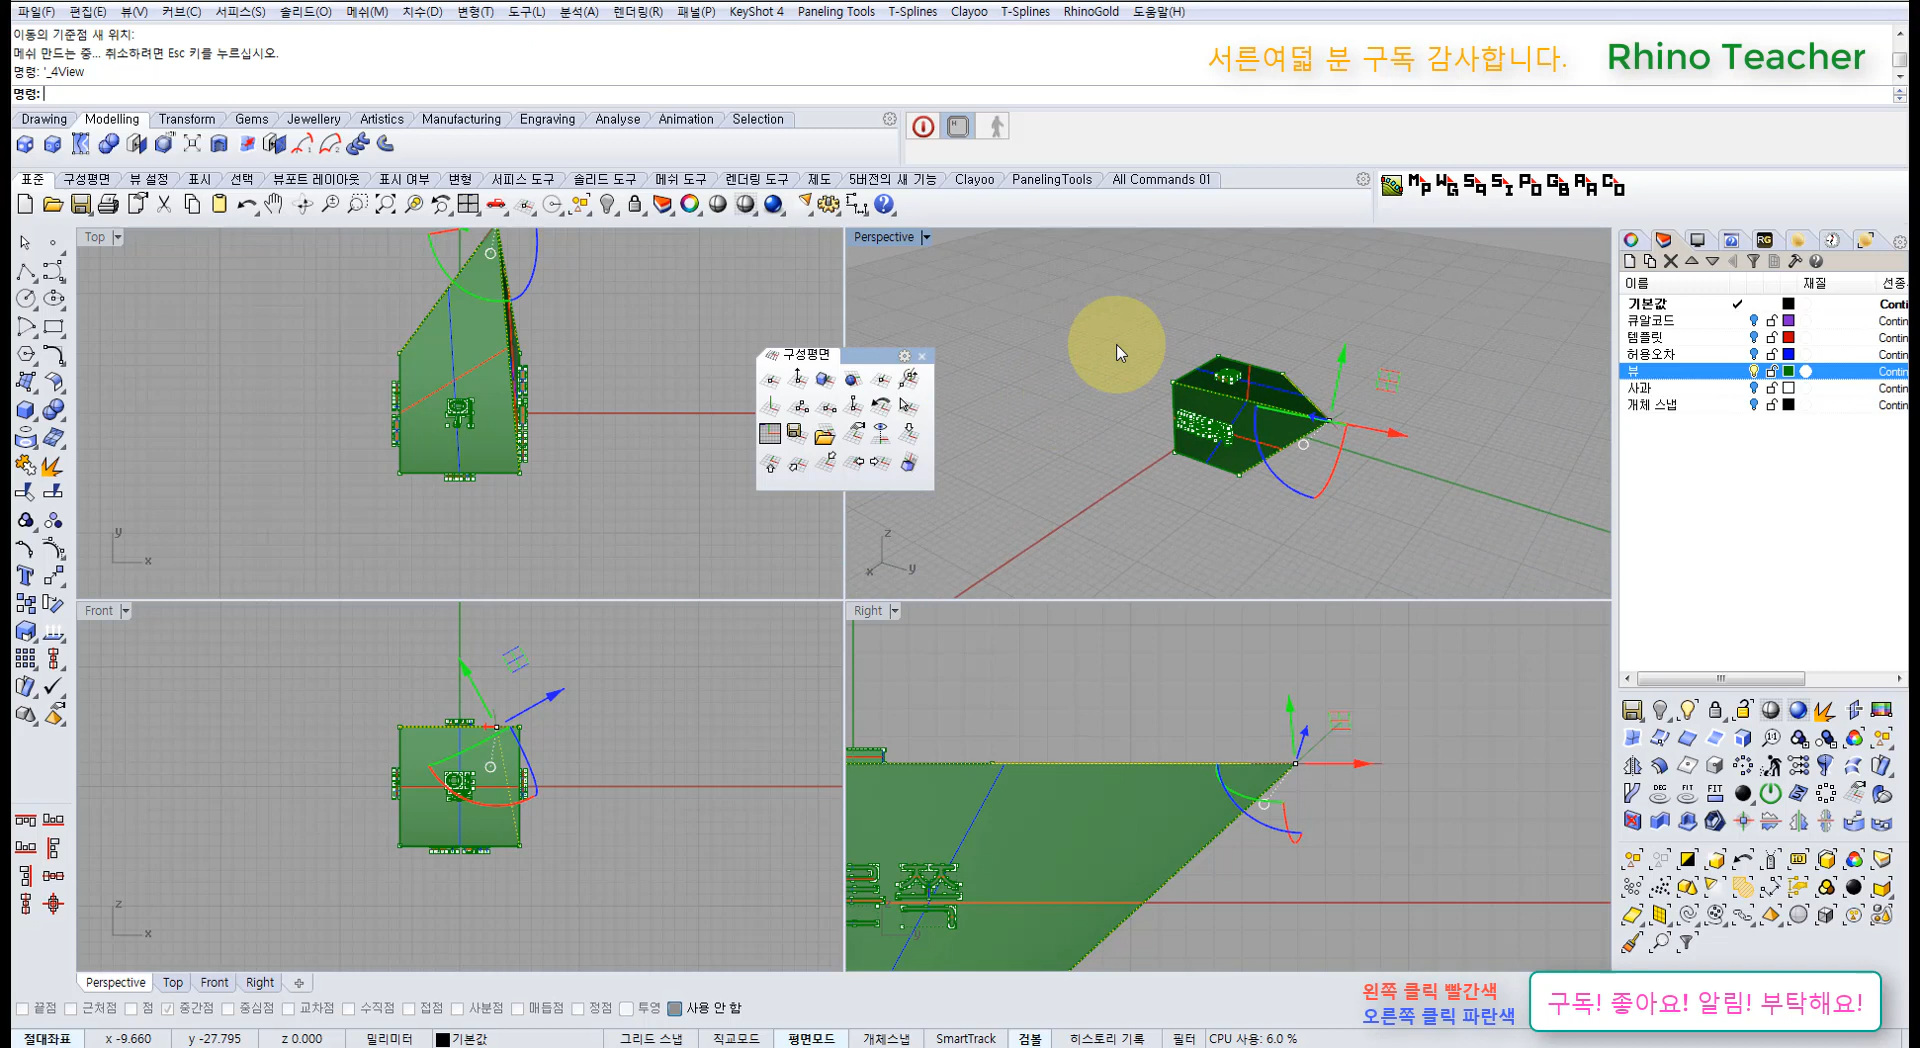 파일(F) 편집(E) 뷰(V) 커브(C) 서피스(S) 솔리드(O) 메쉬(M) 치수(D) 변형(T) 도구(L) 분석(A) 렌더링(R) 패널(P) KeyShot 4 Paneling Tools T-Splines Clayoo T-Splines RhinoGold 도움말(H)
이동의 기준점 새 위치:
메쉬 만드는 중... 취소하려면 Esc 키를 누르십시오.
명령: '_4View
명령:
서른여덟 분 구독 감사합니다. Rhino Teacher
Drawing Modelling Transform Gems Jewellery Artistics Manufacturing Engraving Analyse Animation Selection
표준 구성평면 뷰 설정 표시 선택 뷰포트 레이아웃 표시 여부 변형 서피스 도구 솔리드 도구 메쉬 도구 렌더링 도구 제도 5버전의 새 기능 Clayoo PanelingTools All Commands 01
Top
Perspective
이름 재질 선종
기본값 Conti
큐알코드 Contin
템플릿 Contin
허용오차 Contin
뷰 Contin
사과 Contin
개체 스냅 Contin
구성평면
y
x
z
x
y
Front
Right
z
x
y
쪽
DEG FIT FIT
Perspective Top Front Right
끝점 근처점 점 중간점 중심점 교차점 수직점 접점 사분점 매듭점 정점 투영 사용 안 함
왼쪽 클릭 빨간색
오른쪽 클릭 파란색
구독! 좋아요! 알림! 부탁해요!
절대좌표 x -9.660 y -27.795 z 0.000 밀리미터 기본값 그리드 스냅 직교모드 평면모드 개체스냅 SmartTrack 검볼 히스토리 기록 필터 CPU 사용: 6.0 %